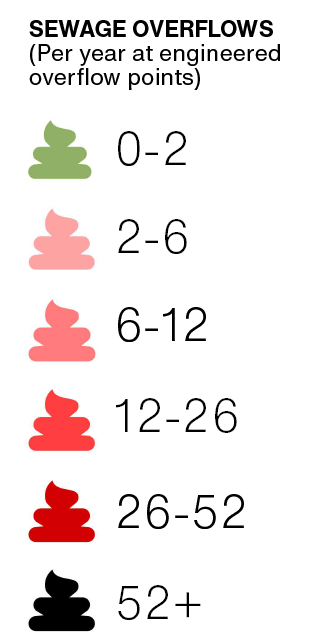 SEWAGE OVERFLOWS
(Per year at engineered
overflow points)
0-2
2-6
6-12
12-26
26-52
52+